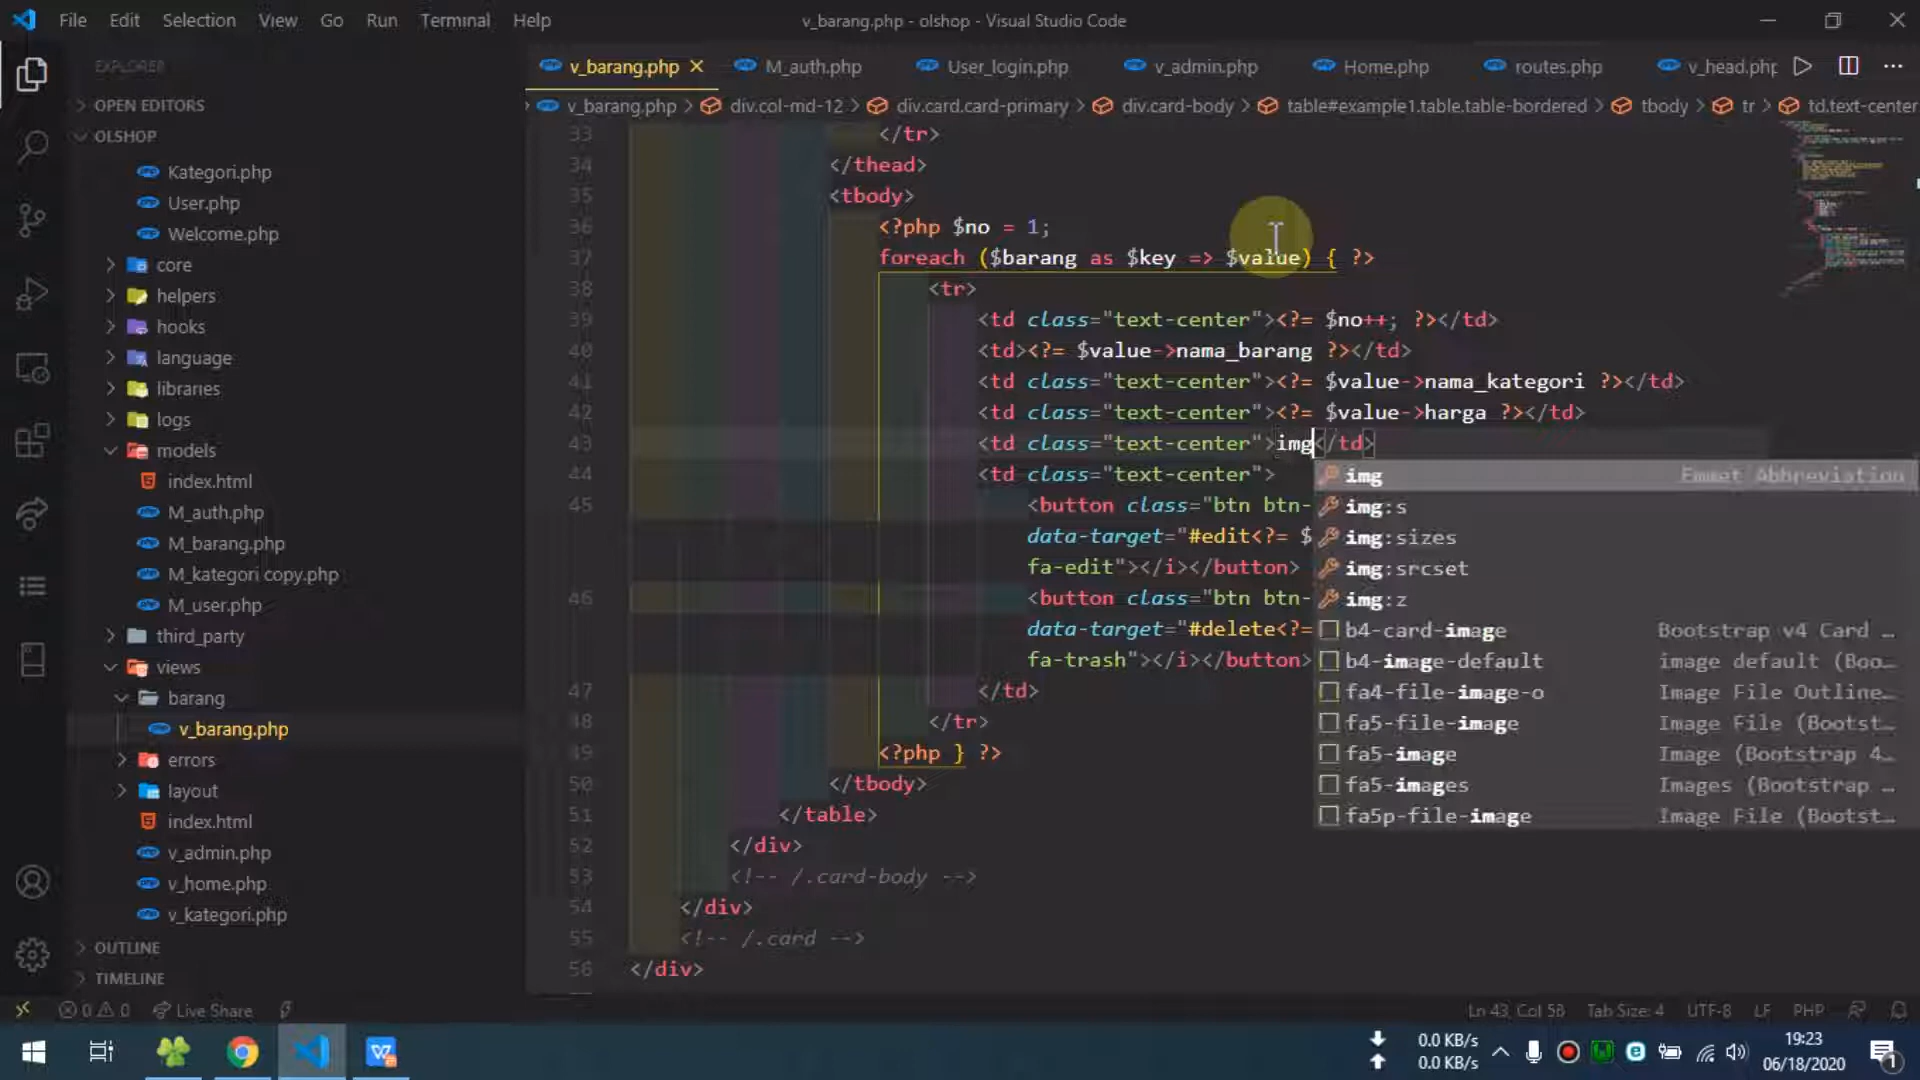 File Edit Selection View Go Run Terminal Help
v_barang.php - olshop - Visual Studio Code
EXPLORER
OPEN EDITORS
OLSHOP
Kategori.php
User.php
Welcome.php
core
helpers
hooks
language
libraries
logs
models
index.html
M_auth.php
M_barang.php
M_kategori copy.php
M_user.php
third_party
views
barang
v_barang.php
errors
layout
index.html
v_admin.php
v_home.php
v_kategori.php
OUTLINE
TIMELINE
v_barang.php M_auth.php User_login.php v_admin.php Home.php routes.php v_head.php
v_barang.php > div.col-md-12 > div.card.card-primary > div.card-body > table#example1.table.table-bordered > tbody > tr > td.text-center
33 </tr>
34 </thead>
35 <tbody>
36 <?php $no = 1;
37 foreach ($barang as $key => $value) { ?>
38 <tr>
39 <td class="text-center"><?= $no++; ?></td>
40 <td><?= $value->nama_barang ?></td>
41 <td class="text-center"><?= $value->nama_kategori ?></td>
42 <td class="text-center"><?= $value->harga ?></td>
43 <td class="text-center">img</td>
44 <td class="text-center">
45 <button class="btn btn-
data-target="#edit<?= $
fa-edit"></i></button>
46 <button class="btn btn-
data-target="#delete<?=
fa-trash"></i></button>
47 </td>
48 </tr>
49 <?php } ?>
50 </tbody>
51 </table>
52 </div>
53 <!-- /.card-body -->
54 </div>
55 <!-- /.card -->
56 </div>
img Emmet Abbreviation
img:s
img:sizes
img:srcset
img:z
b4-card-image Bootstrap v4 Card …
b4-image-default image default (Boo…
fa4-file-image-o Image File Outline…
fa5-file-image Image File (Bootst…
fa5-image Image (Bootstrap 4…
fa5-images Images (Bootstrap …
fa5p-file-image Image File (Bootst…
0 0 Live Share
Ln 43, Col 58 Tab Size: 4 UTF-8 LF PHP
0.0 KB/s
0.0 KB/s
19:23
06/18/2020
1